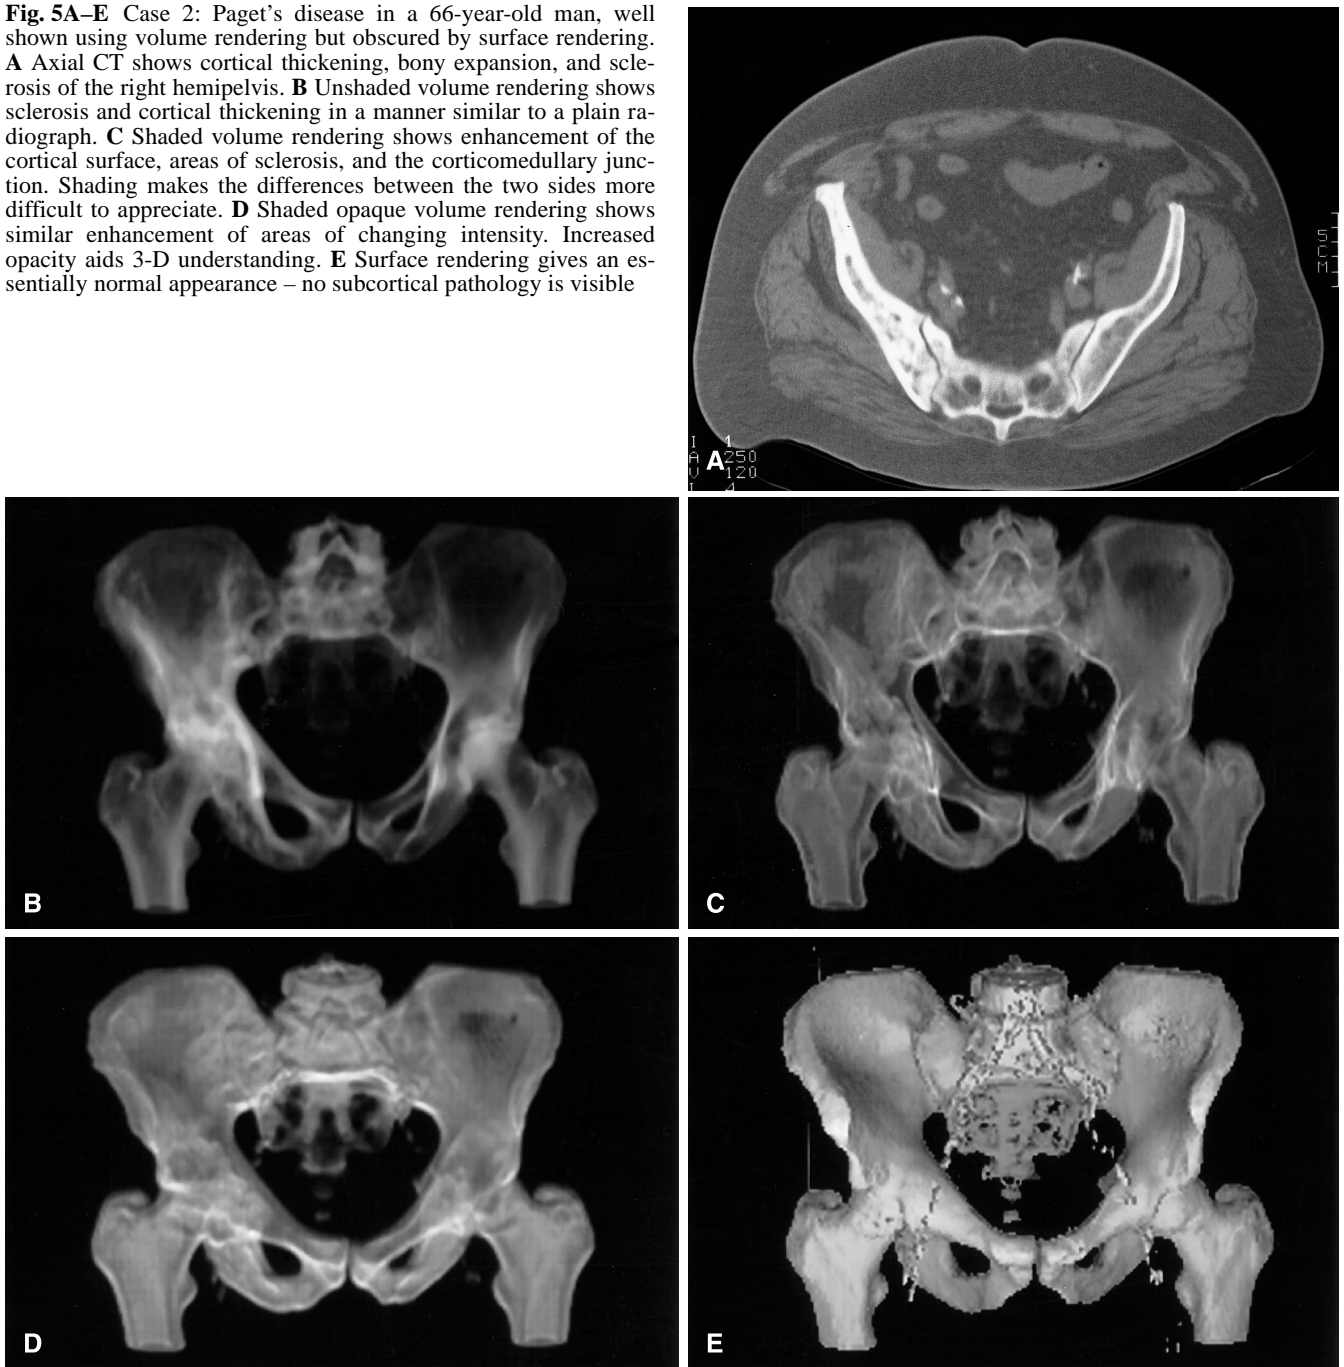 Fig. 5A–E Case 2: Paget's disease in a 66-year-old man, well
shown using volume rendering but obscured by surface rendering.
A Axial CT shows cortical thickening, bony expansion, and scle-
rosis of the right hemipelvis. B Unshaded volume rendering shows
sclerosis and cortical thickening in a manner similar to a plain ra-
diograph. C Shaded volume rendering shows enhancement of the
cortical surface, areas of sclerosis, and the corticomedullary junc-
tion. Shading makes the differences between the two sides more
difficult to appreciate. D Shaded opaque volume rendering shows
similar enhancement of areas of changing intensity. Increased
opacity aids 3-D understanding. E Surface rendering gives an es-
sentially normal appearance – no subcortical pathology is visible
5
C
M
I 1
A 250
V 120
A
B
C
D
E